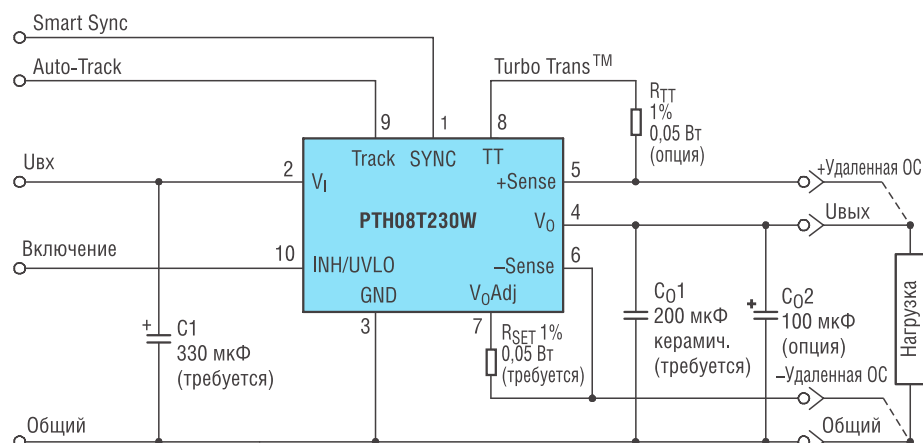 Smart Sync
Auto-Track
Turbo Trans™
R_TT
1%
0,05 Вт
(опция)
9
1
8
Track
SYNC
TT
Uвх
2
V_I
+Sense
5
+Удаленная ОС
PTH08T230W
V_O
4
Uвых
Включение
10
INH/UVLO
–Sense
6
GND
V_OAdj
3
7
C1
330 мкФ
(требуется)
R_SET 1%
0,05 Вт
(требуется)
C_O1
200 мкФ
керамич.
(требуется)
C_O2
100 мкФ
(опция)
Нагрузка
–Удаленная ОС
Общий
Общий